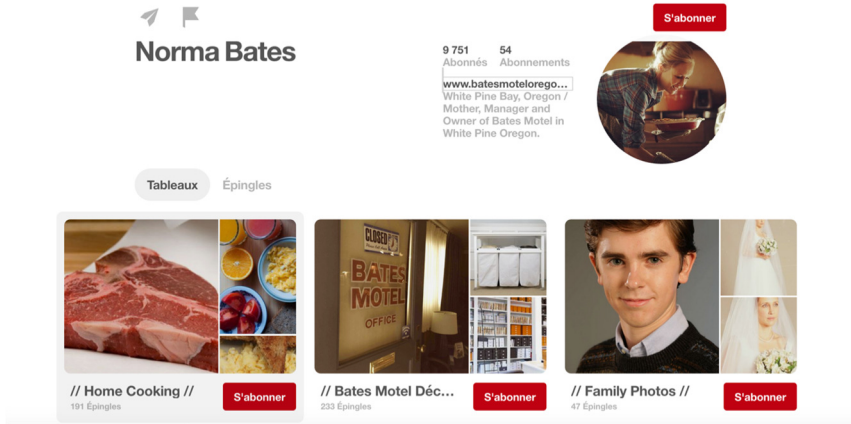 S'abonner
Norma Bates
9 751 54
Abonnés Abonnements
www.batesmotelorego...
White Pine Bay, Oregon /
Mother, Manager and
Owner of Bates Motel in
White Pine Oregon.
Tableaux Épingles
CLOSED
BATES
MOTEL
OFFICE
// Home Cooking //
191 Épingles
S'abonner
// Bates Motel Déc...
233 Épingles
S'abonner
// Family Photos //
47 Épingles
S'abonner